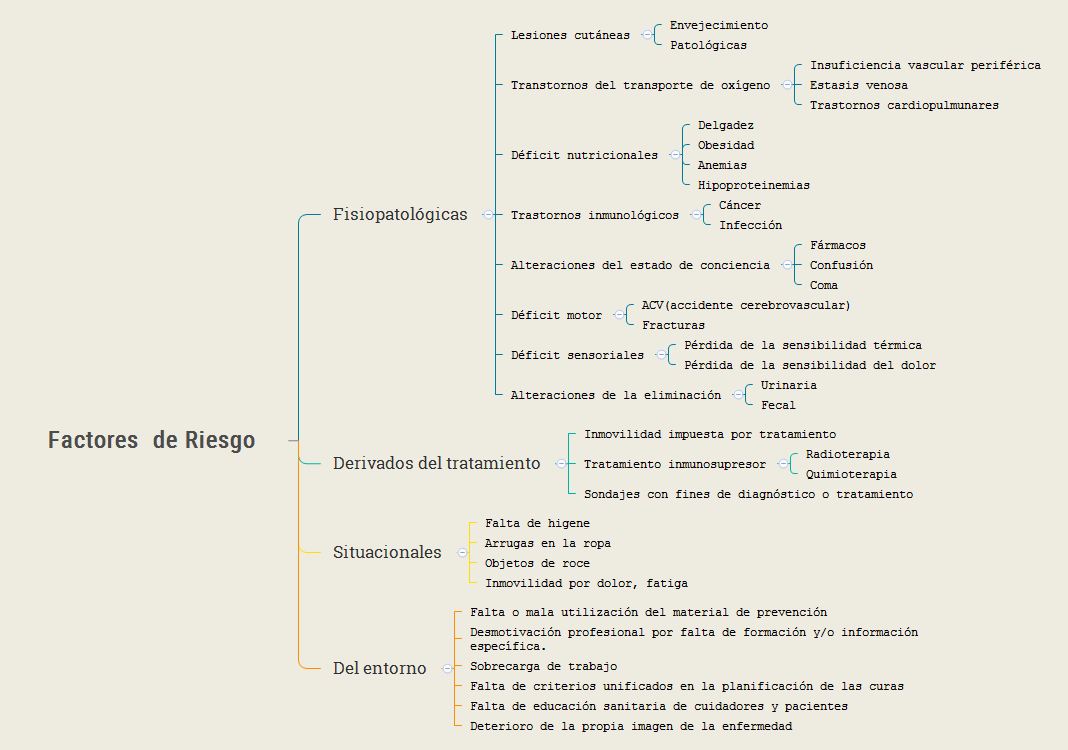 Factores de Riesgo
Fisiopatológicas
Lesiones cutáneas
Envejecimiento
Patológicas
Transtornos del transporte de oxígeno
Insuficiencia vascular periférica
Estasis venosa
Trastornos cardiopulmunares
Déficit nutricionales
Delgadez
Obesidad
Anemias
Hipoproteinemias
Trastornos inmunológicos
Cáncer
Infección
Alteraciones del estado de conciencia
Fármacos
Confusión
Coma
Déficit motor
ACV(accidente cerebrovascular)
Fracturas
Déficit sensoriales
Pérdida de la sensibilidad térmica
Pérdida de la sensibilidad del dolor
Alteraciones de la eliminación
Urinaria
Fecal
Derivados del tratamiento
Inmovilidad impuesta por tratamiento
Tratamiento inmunosupresor
Radioterapia
Quimioterapia
Sondajes con fines de diagnóstico o tratamiento
Situacionales
Falta de higene
Arrugas en la ropa
Objetos de roce
Inmovilidad por dolor, fatiga
Del entorno
Falta o mala utilización del material de prevención
Desmotivación profesional por falta de formación y/o información
específica.
Sobrecarga de trabajo
Falta de criterios unificados en la planificación de las curas
Falta de educación sanitaria de cuidadores y pacientes
Deterioro de la propia imagen de la enfermedad